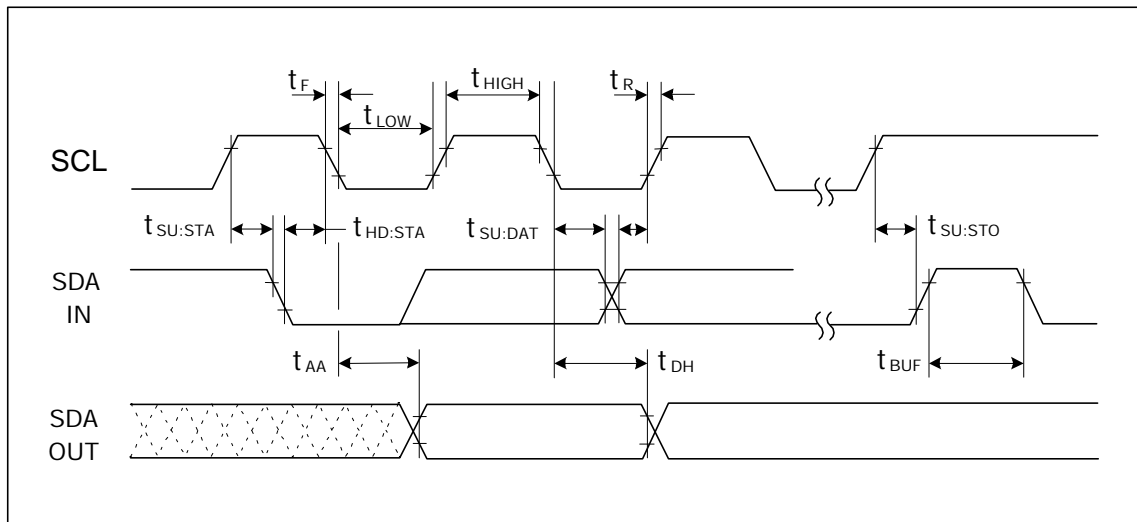 tF
tHIGH
tR
tLOW
SCL
tSU:STA
tHD:STA
tSU:DAT
tSU:STO
SDA
IN
tAA
tDH
tBUF
SDA
OUT